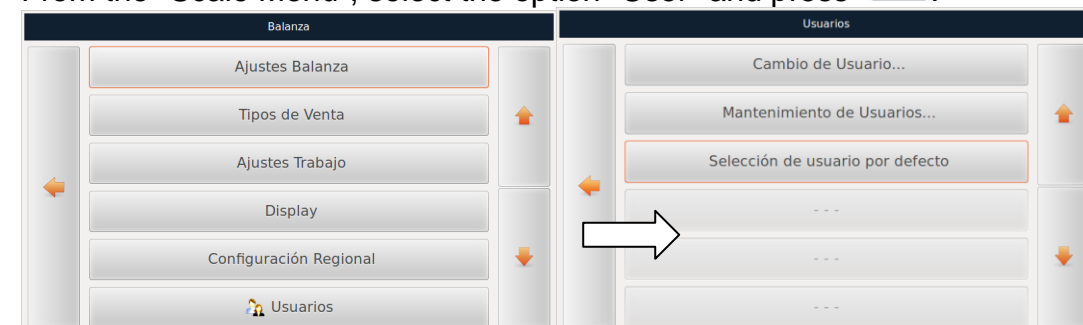 From the "Scale Menu", select the option "User" and press "
Balanza
Ajustes Balanza
Tipos de Venta
Ajustes Trabajo
Display
Configuración Regional
Usuarios
Usuarios
Cambio de Usuario...
Mantenimiento de Usuarios...
Selección de usuario por defecto
- - -
- - -
- - -